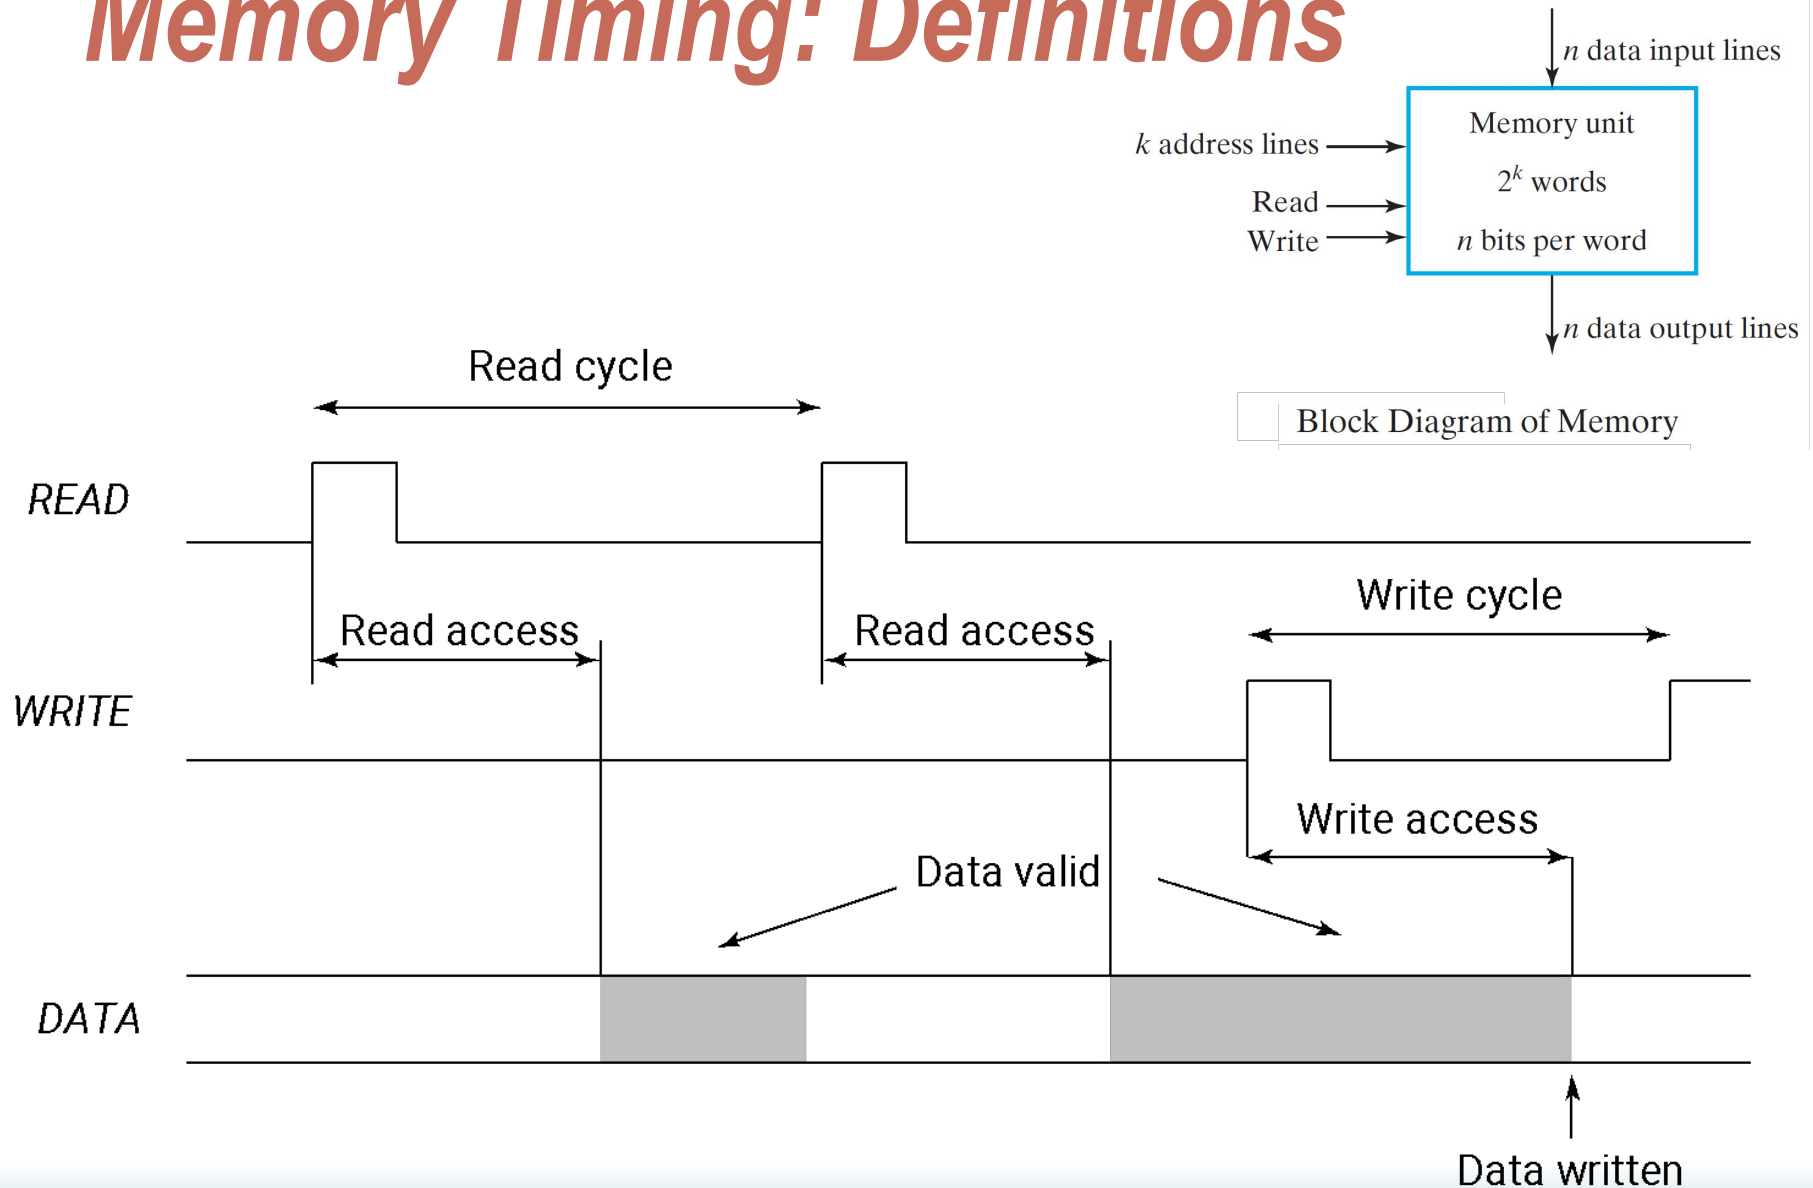 Memory Timing: Definitions
n data input lines
Memory unit
k address lines
2^k words
Read
Write
n bits per word
n data output lines
Block Diagram of Memory
Read cycle
READ
Write cycle
Read access
Read access
WRITE
Write access
Data valid
DATA
Data written